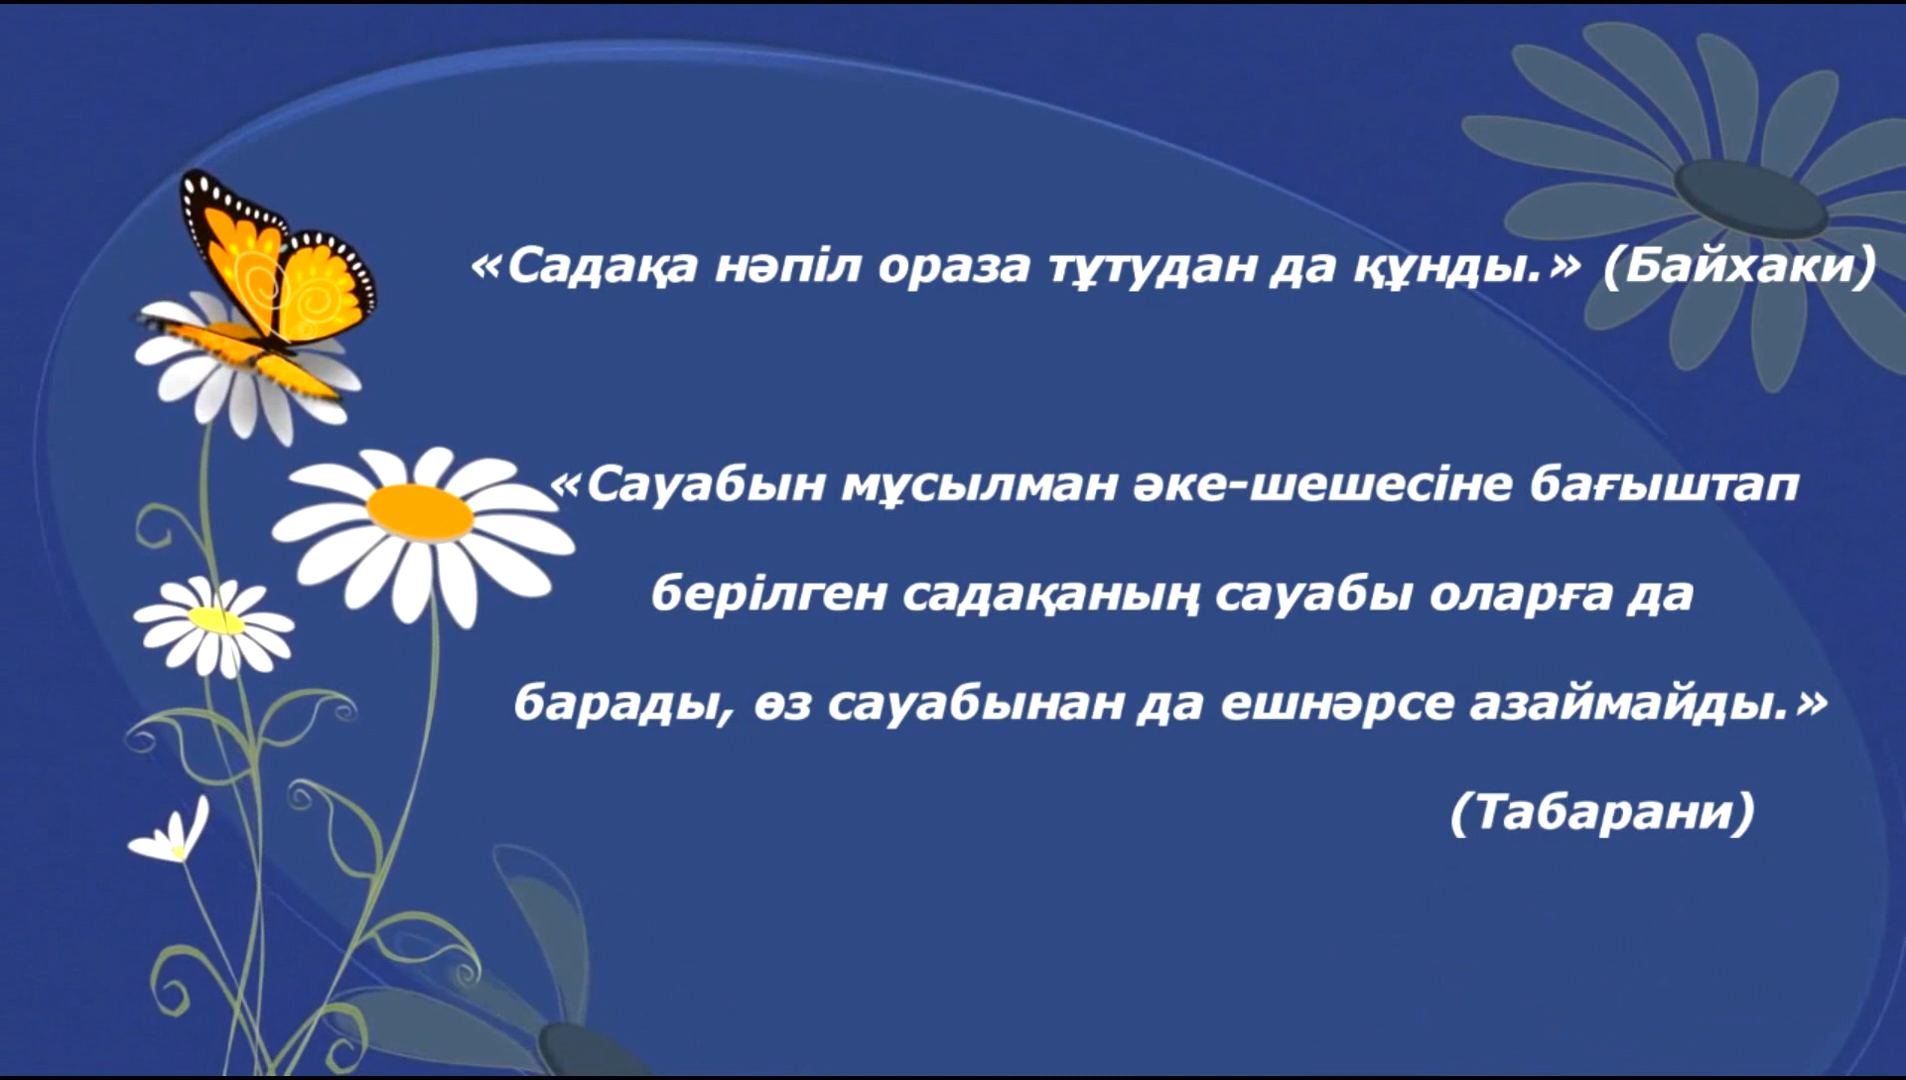 «Садақа нәпіл ораза тұтудан да құнды.» (Байхаки)
«Сауабын мұсылман әке-шешесіне бағыштап
берілген садақаның сауабы оларға да
барады, өз сауабынан да ешнәрсе азаймайды.»
(Табарани)